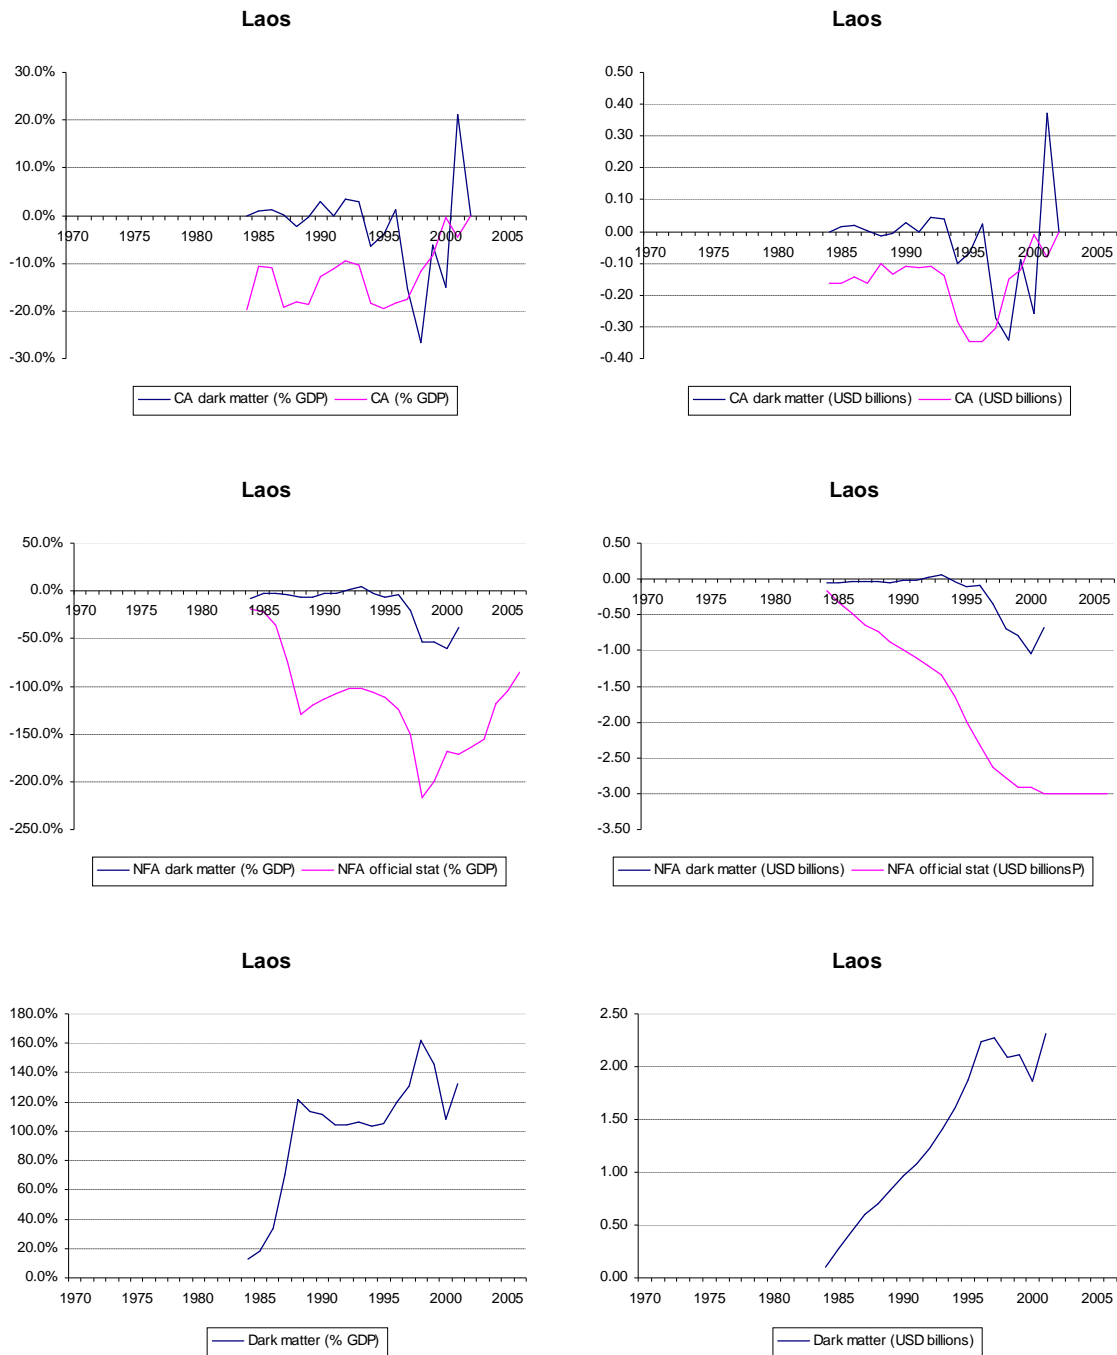 Laos
30.0%
20.0%
10.0%
0.0%
-10.0%
-20.0%
-30.0%
1970 1975 1980 1985 1990 1995 2000 2005
CA dark matter (% GDP) CA (% GDP)
Laos
0.50
0.40
0.30
0.20
0.10
0.00
-0.10
-0.20
-0.30
-0.40
1970 1975 1980 1985 1990 1995 2000 2005
CA dark matter (USD billions) CA (USD billions)
Laos
50.0%
0.0%
-50.0%
-100.0%
-150.0%
-200.0%
-250.0%
1970 1975 1980 1985 1990 1995 2000 2005
NFA dark matter (% GDP) NFA official stat (% GDP)
Laos
0.50
0.00
-0.50
-1.00
-1.50
-2.00
-2.50
-3.00
-3.50
1970 1975 1980 1985 1990 1995 2000 2005
NFA dark matter (USD billions) NFA official stat (USD billionsP)
Laos
180.0%
160.0%
140.0%
120.0%
100.0%
80.0%
60.0%
40.0%
20.0%
0.0%
1970 1975 1980 1985 1990 1995 2000 2005
Dark matter (% GDP)
Laos
2.50
2.00
1.50
1.00
0.50
0.00
1970 1975 1980 1985 1990 1995 2000 2005
Dark matter (USD billions)